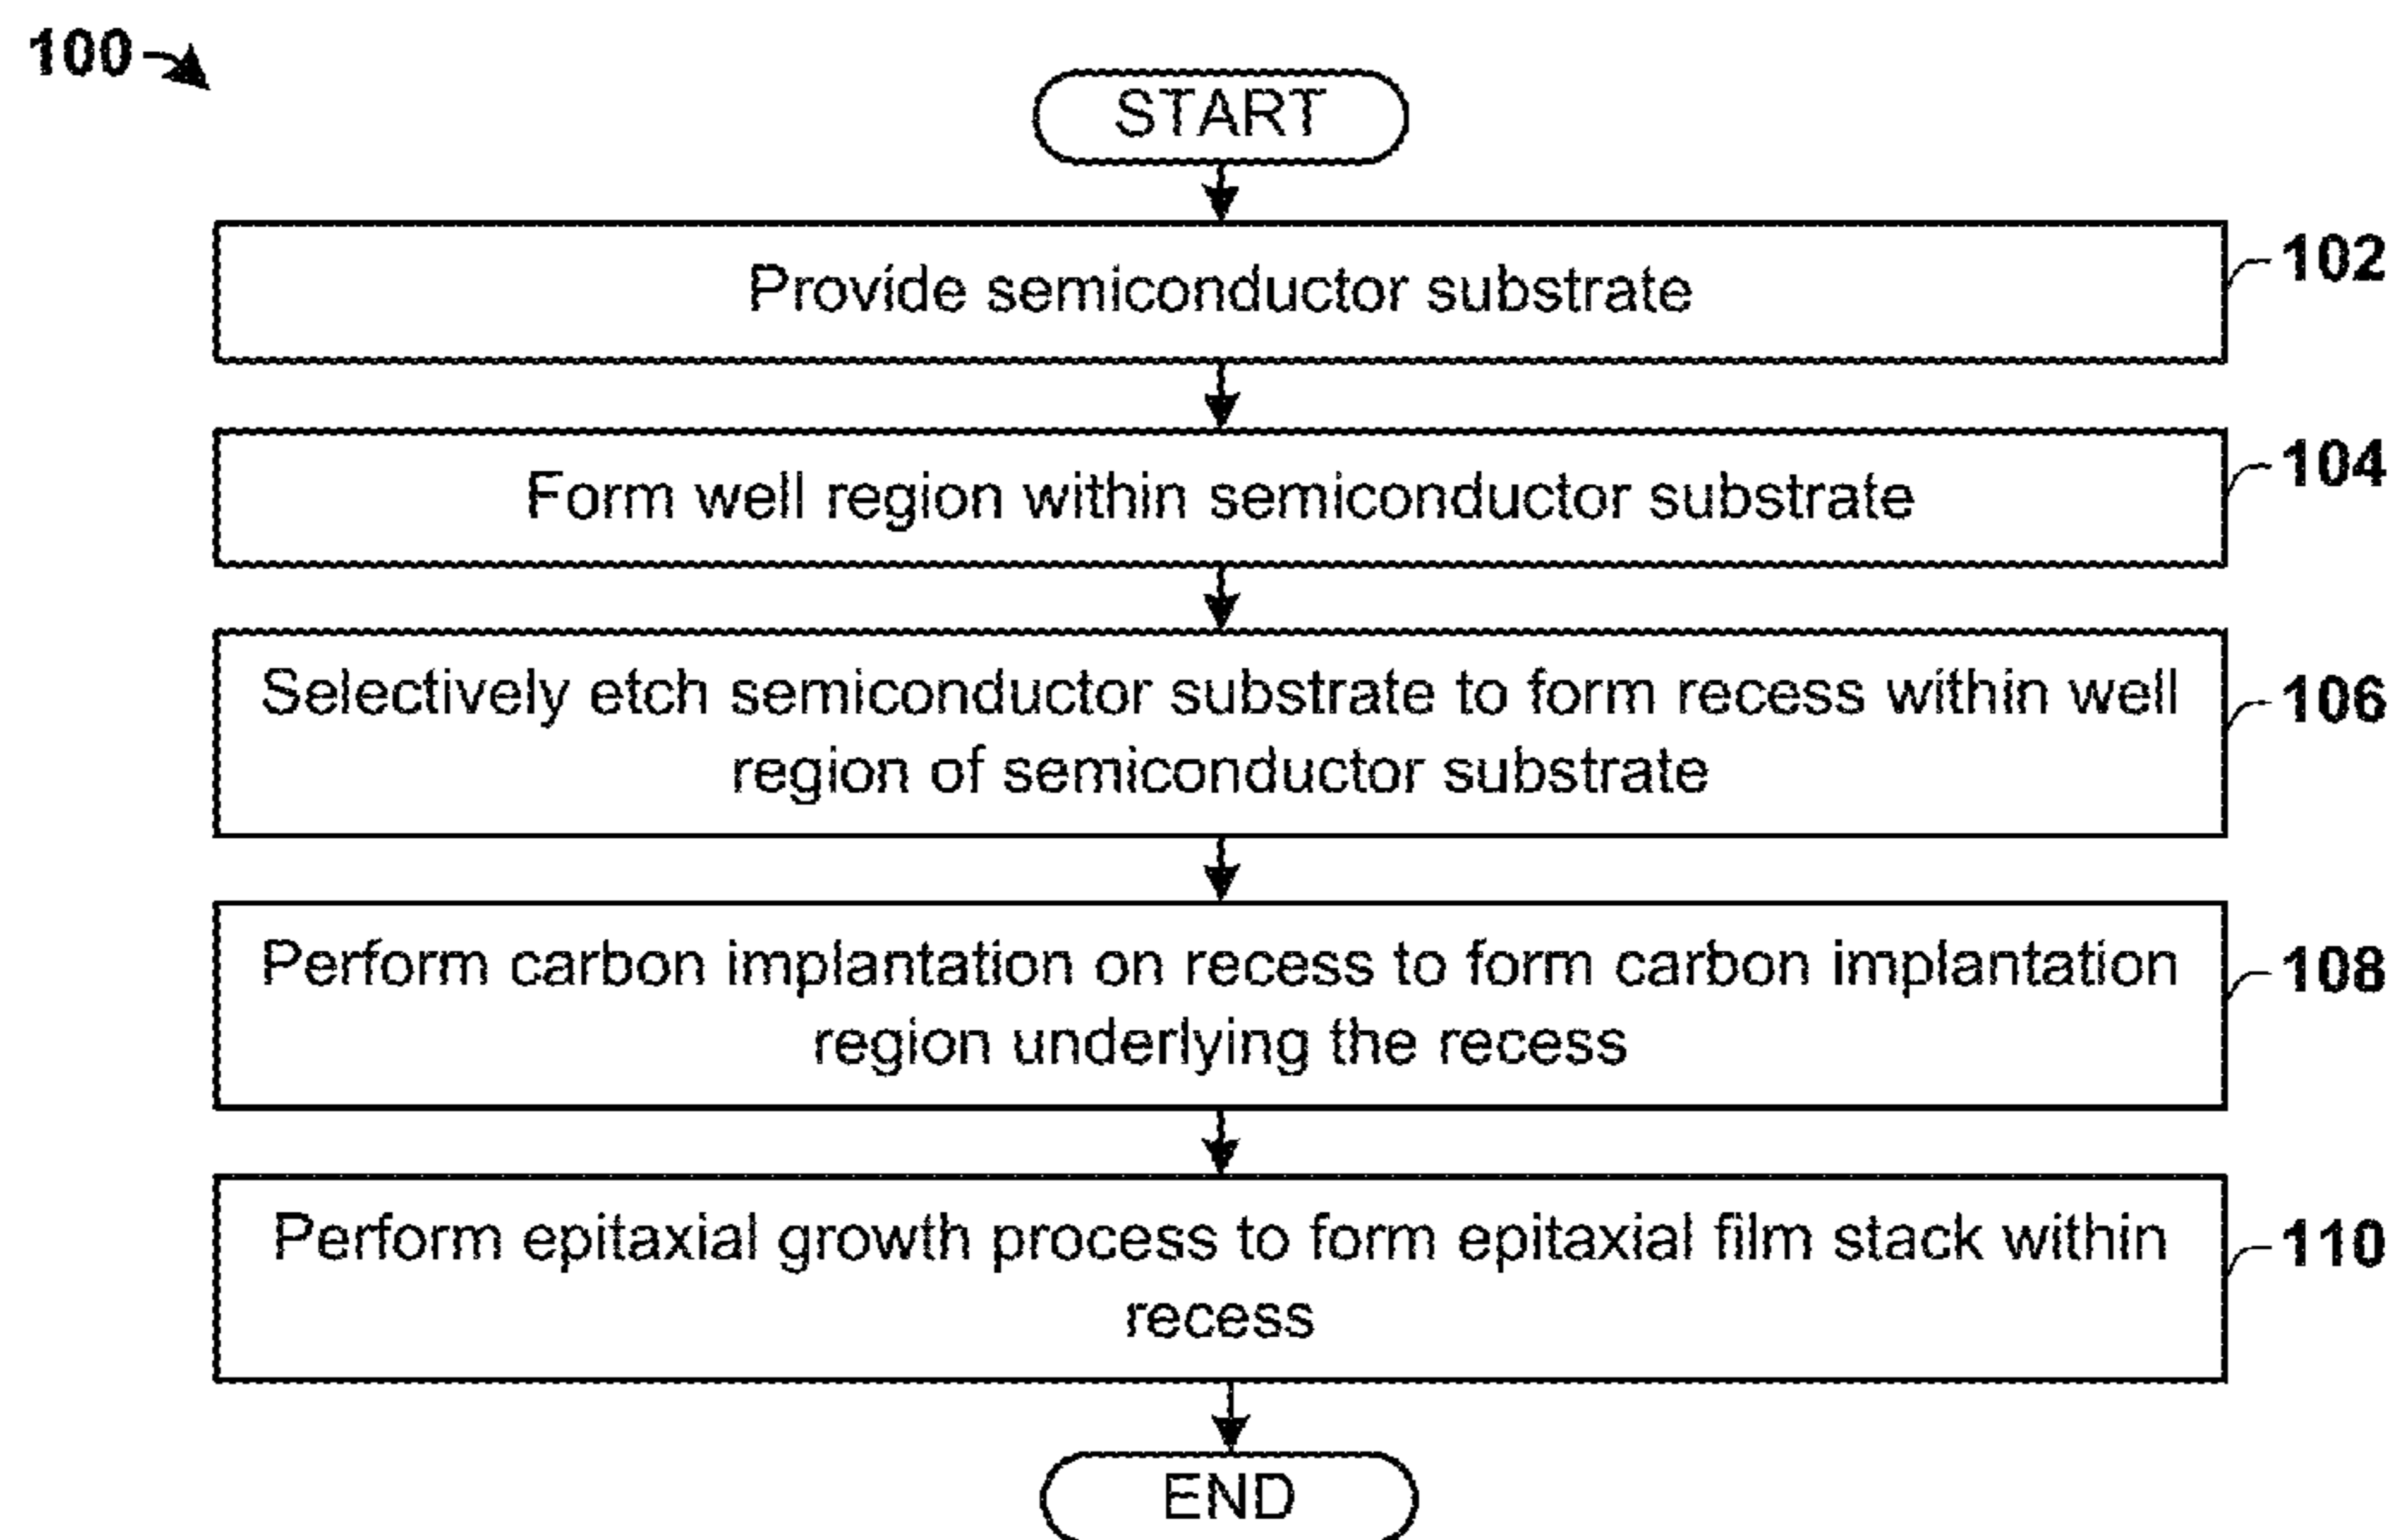 100
START
Provide semiconductor substrate
102
Form well region within semiconductor substrate
104
Selectively etch semiconductor substrate to form recess within well
region of semiconductor substrate
106
Perform carbon implantation on recess to form carbon implantation
region underlying the recess
108
Perform epitaxial growth process to form epitaxial film stack within
recess
110
END